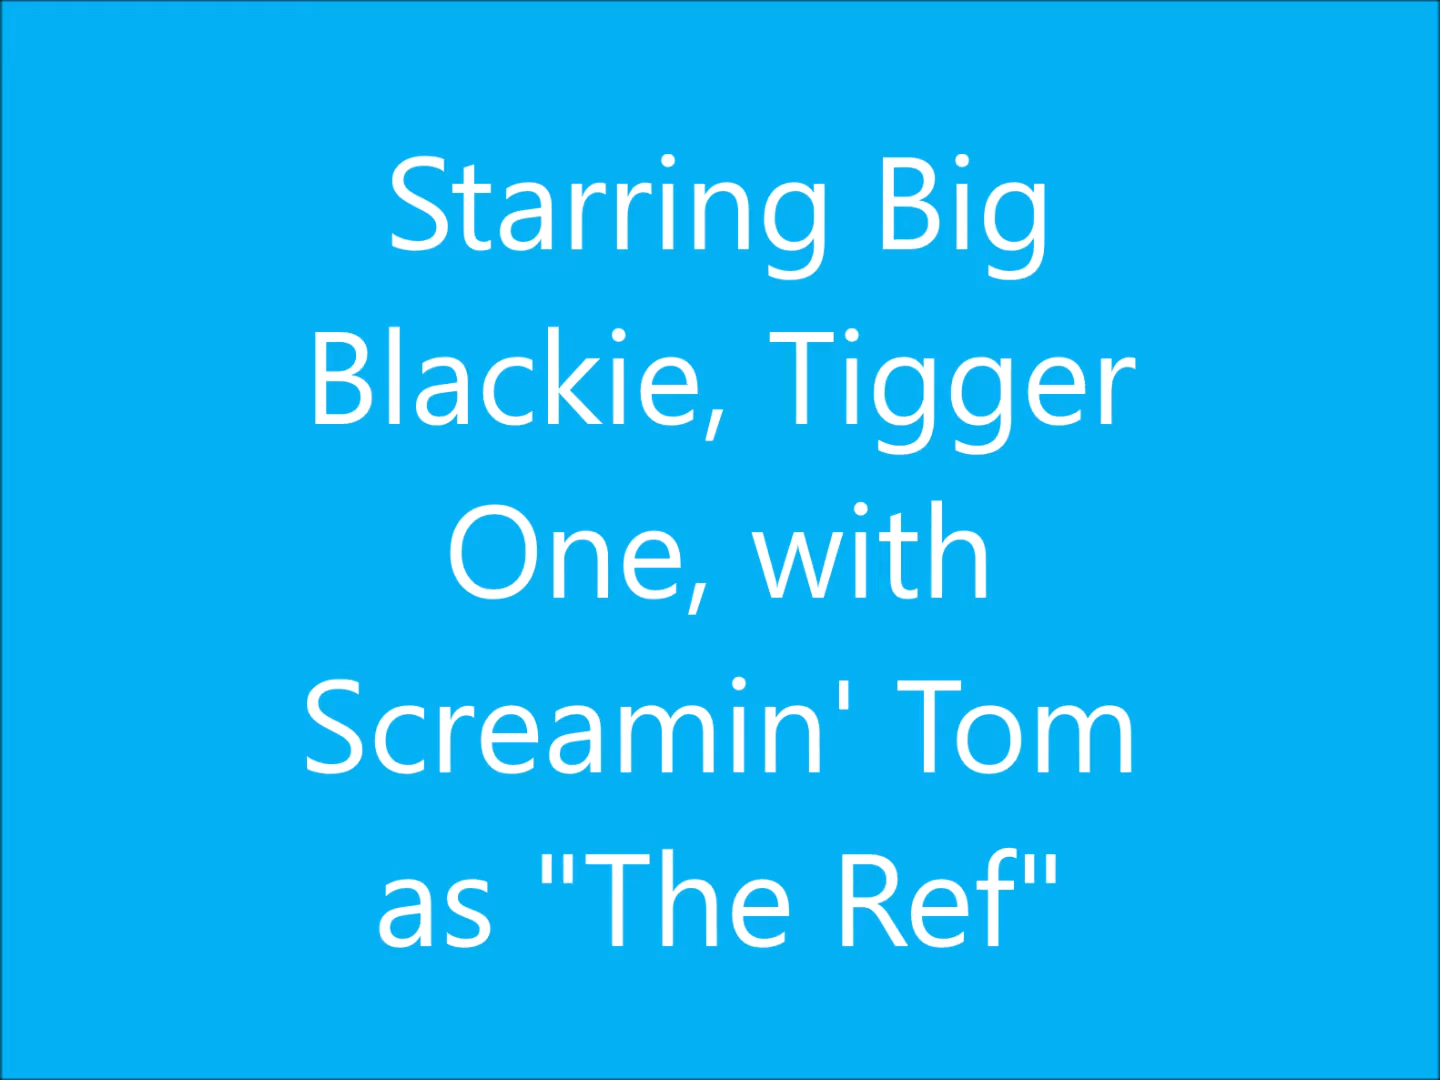 Starring Big
Blackie, Tigger
One, with
Screamin' Tom
as "The Ref"